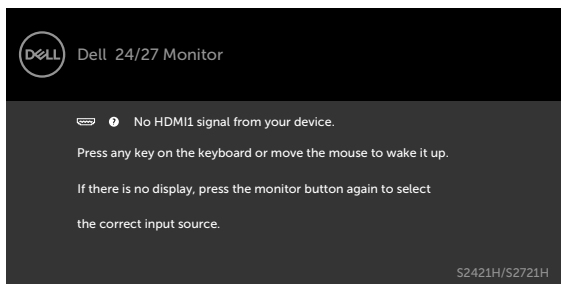 DELL
Dell 24/27 Monitor
? No HDMI1 signal from your device.
Press any key on the keyboard or move the mouse to wake it up.
If there is no display, press the monitor button again to select
the correct input source.
S2421H/S2721H